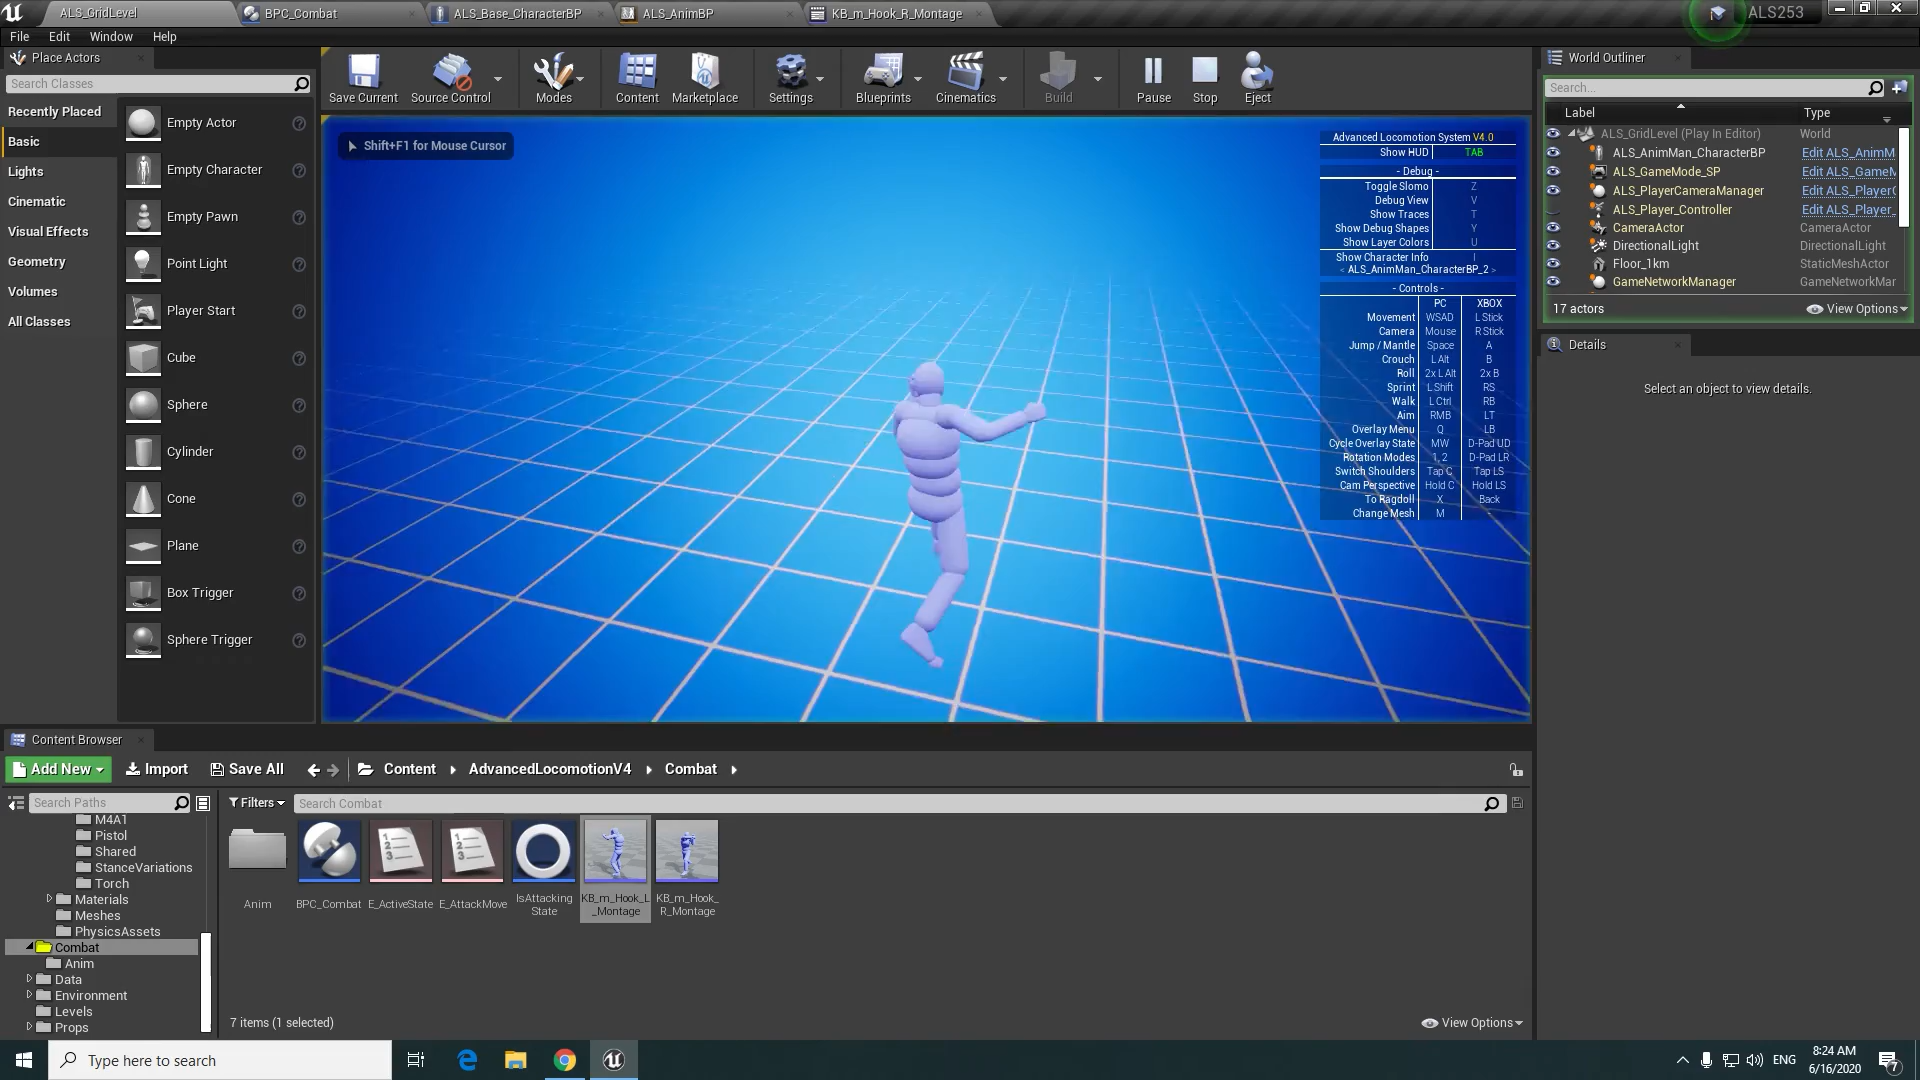 ALS_GridLevel
BPC_Combat
ALS_Base_CharacterBP
ALS_AnimBP
KB_m_Hook_R_Montage
ALS253
File Edit Window Help
Place Actors
Search Classes
Recently Placed
Basic
Lights
Cinematic
Visual Effects
Geometry
Volumes
All Classes
Empty Actor
Empty Character
Empty Pawn
Point Light
Player Start
Cube
Sphere
Cylinder
Cone
Plane
Box Trigger
Sphere Trigger
Save Current
Source Control
Modes
Content
Marketplace
Settings
Blueprints
Cinematics
Build
Pause
Stop
Eject
Shift+F1 for Mouse Cursor
Advanced Locomotion System V4.0
Show HUD TAB
- Debug -
Toggle Slomo Z
Debug View V
Show Traces T
Show Debug Shapes Y
Show Layer Colors U
Show Character Info I
< ALS_AnimMan_CharacterBP_2 >
- Controls -
PC XBOX
Movement WSAD L Stick
Camera Mouse R Stick
Jump / Mantle Space A
Crouch L Alt B
Roll 2x L Alt 2x B
Sprint L Shift RS
Walk L Ctrl RB
Aim RMB LT
Overlay Menu Q LB
Cycle Overlay State MW D-Pad UD
Rotation Modes 1, 2 D-Pad LR
Switch Shoulders Tap C Tap LS
Cam Perspective Hold C Hold LS
To Ragdoll X Back
Change Mesh M -
World Outliner
Search...
Label Type
ALS_GridLevel (Play In Editor) World
ALS_AnimMan_CharacterBP Edit ALS_AnimM
ALS_GameMode_SP Edit ALS_GameM
ALS_PlayerCameraManager Edit ALS_PlayerC
ALS_Player_Controller Edit ALS_Player_
CameraActor CameraActor
DirectionalLight DirectionalLight
Floor_1km StaticMeshActor
GameNetworkManager GameNetworkMar
17 actors View Options
Details
Select an object to view details.
Content Browser
Add New Import Save All Content AdvancedLocomotionV4 Combat
Search Paths
Filters
Search Combat
M4A1
Pistol
Shared
StanceVariations
Torch
Materials
Meshes
PhysicsAssets
Combat
Anim
Data
Environment
Levels
Props
Anim
BPC_Combat
E_ActiveState
E_AttackMove
IsAttacking
State
KB_m_Hook_L
_Montage
KB_m_Hook_
R_Montage
7 items (1 selected)
View Options
Type here to search
ENG
8:24 AM
6/16/2020
7